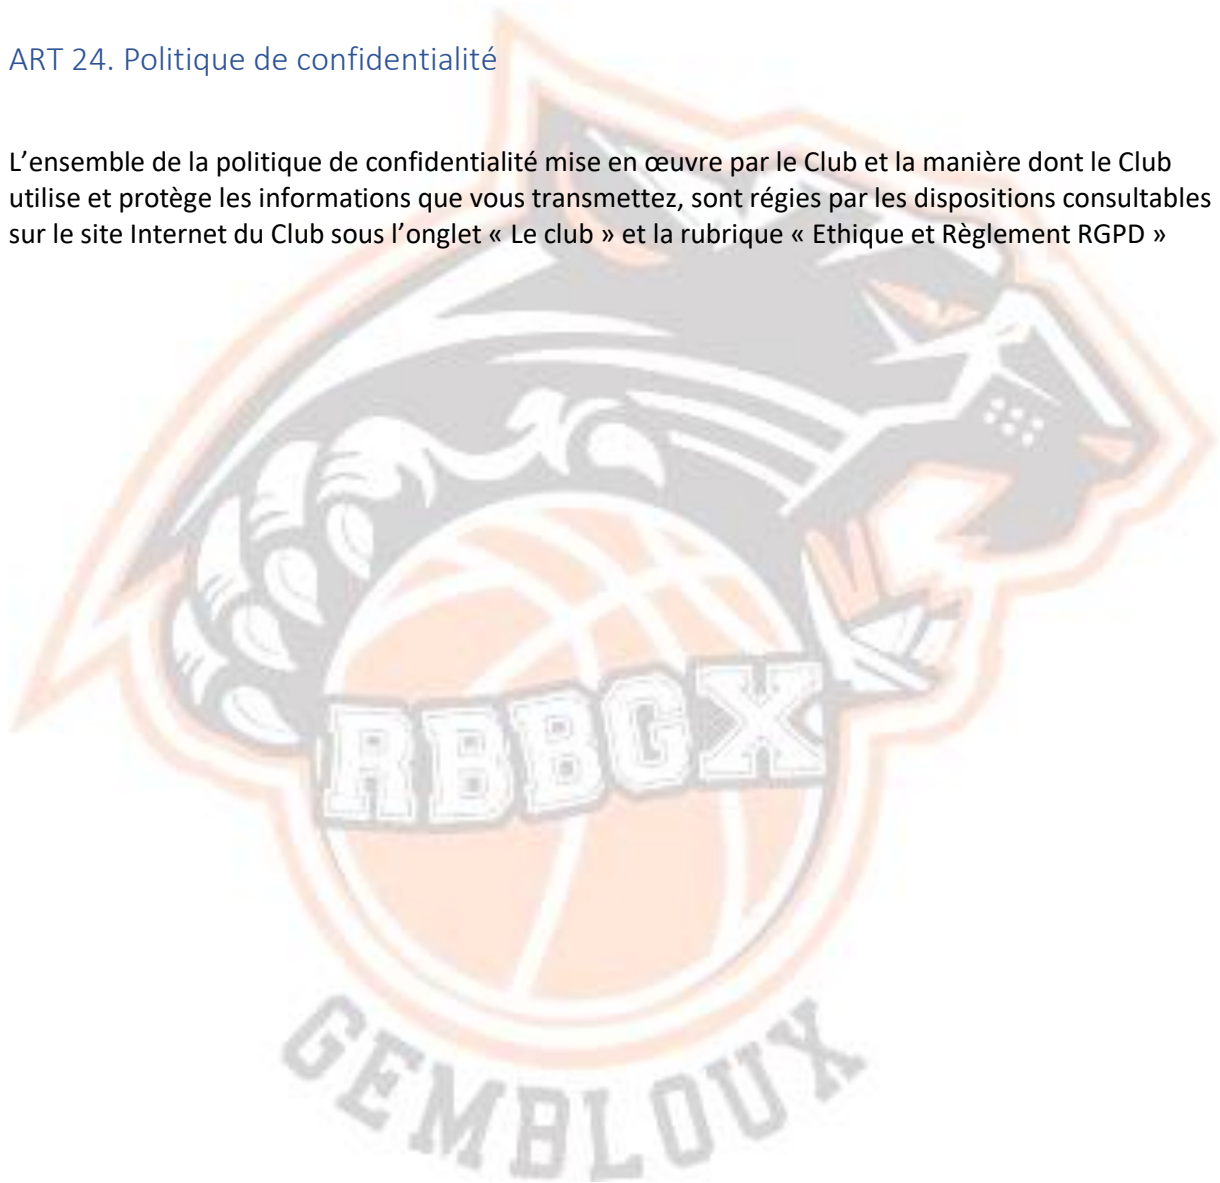 ART 24. Politique de confidentialité
L’ensemble de la politique de confidentialité mise en œuvre par le Club et la manière dont le Club
utilise et protège les informations que vous transmettez, sont régies par les dispositions consultables
sur le site Internet du Club sous l’onglet « Le club » et la rubrique « Ethique et Règlement RGPD »
RBBGX
GEMBLOUX